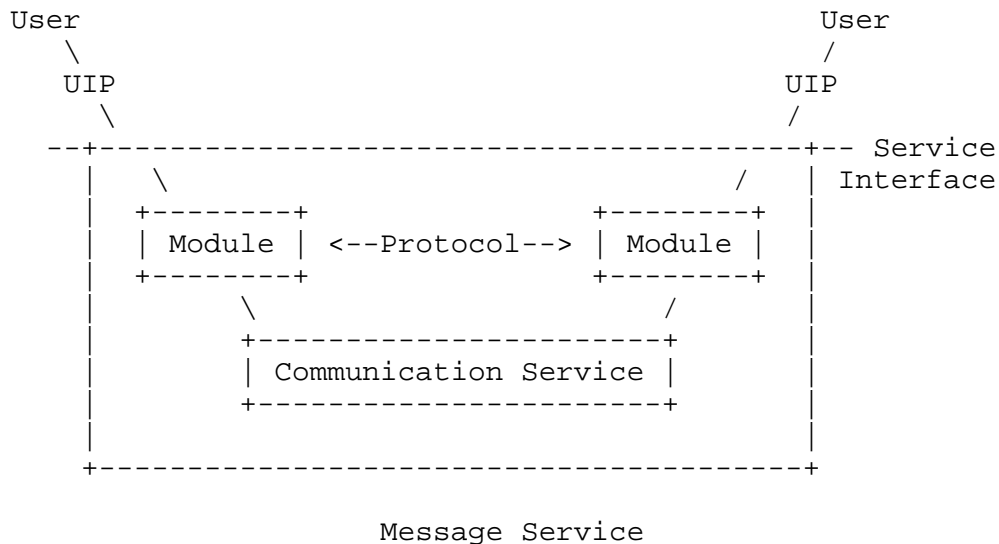 User                                            User
    \                                           /
   UIP                                        UIP
      \                                       /
  --+-----------------------------------------+-- Service
    |   \                                 /   | Interface
    |  +--------+                +--------+   |
    |  | Module | <--Protocol--> | Module |   |
    |  +--------+                +--------+   |
    |        \                       /        |
    |        +-----------------------+        |
    |        | Communication Service |        |
    |        +-----------------------+        |
    |                                         |
    +-----------------------------------------+
Message Service